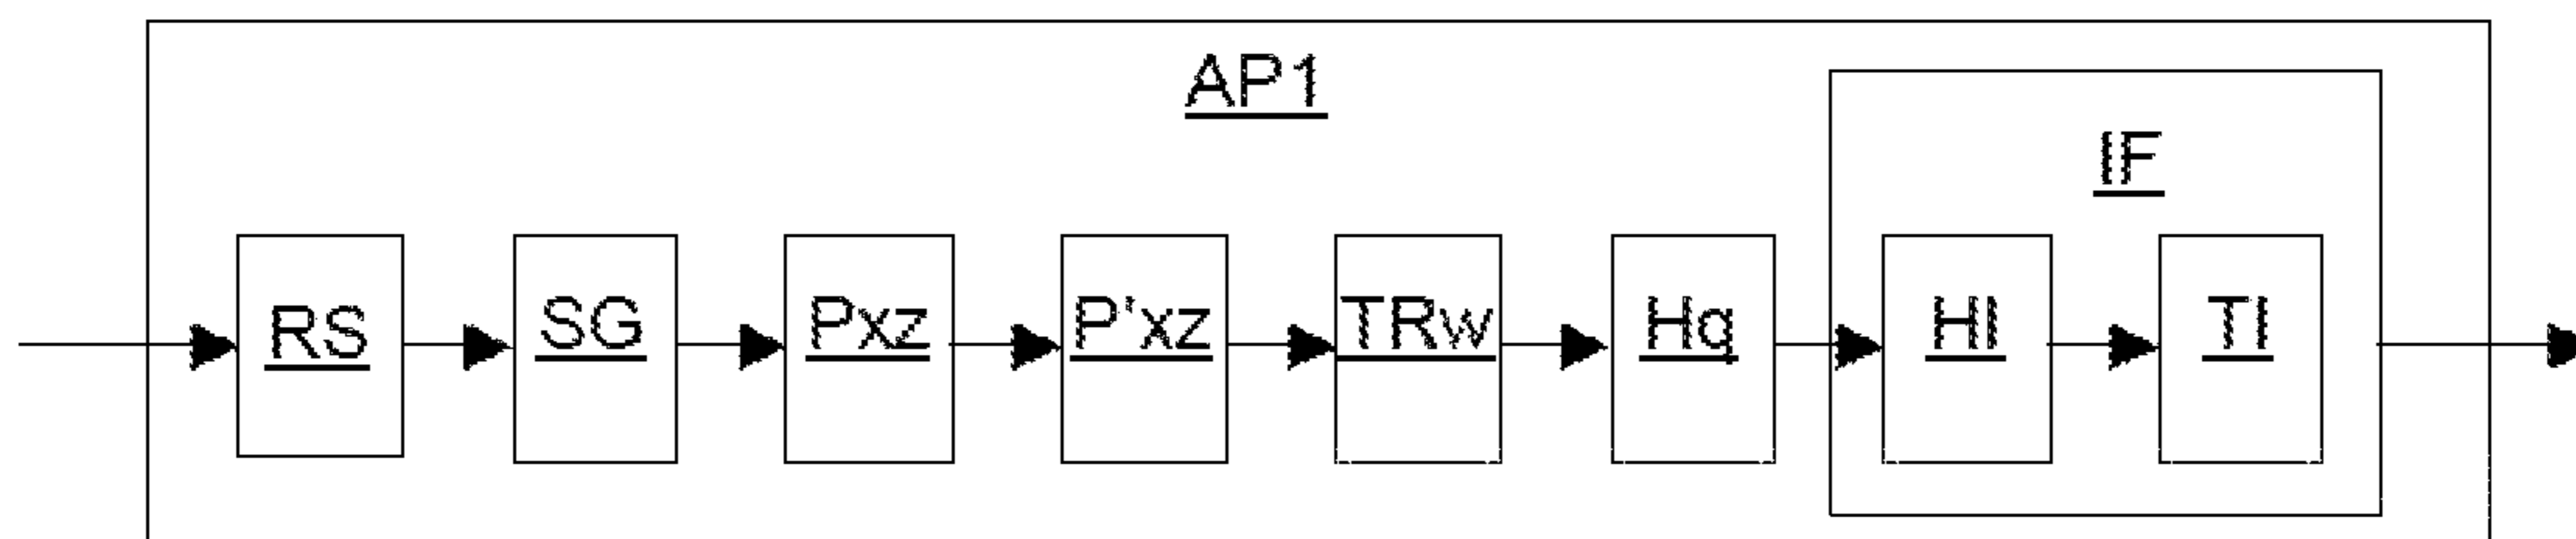 AP1
IF
RS SG Pxz P'xz TRw Hq HI TI